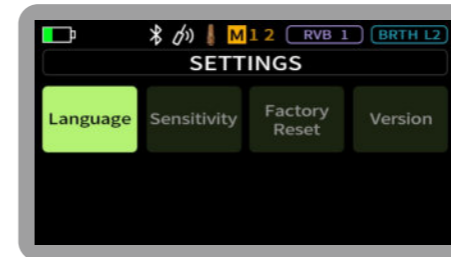 M 1 2 RVB 1 BRTH L2
SETTINGS
Language Sensitivity Factory Reset Version